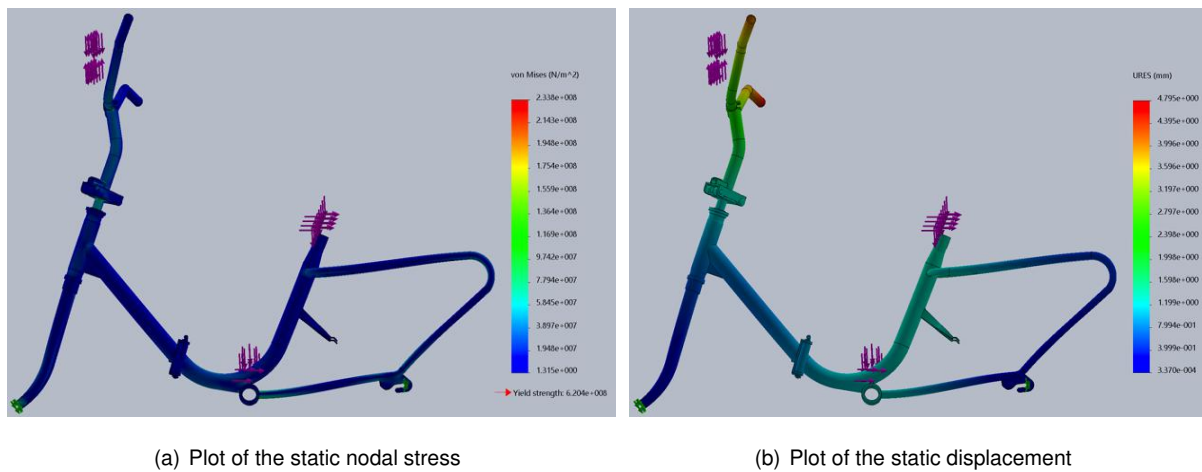 von Mises (N/m^2)
2.338e+008
2.143e+008
1.948e+008
1.754e+008
1.559e+008
1.364e+008
1.169e+008
9.742e+007
7.794e+007
5.845e+007
3.897e+007
1.948e+007
1.315e+000
Yield strength: 6.204e+008
URES (mm)
4.795e+000
4.395e+000
3.996e+000
3.596e+000
3.197e+000
2.797e+000
2.398e+000
1.998e+000
1.598e+000
1.199e+000
7.994e-001
3.999e-001
3.370e-004
(a) Plot of the static nodal stress
(b) Plot of the static displacement